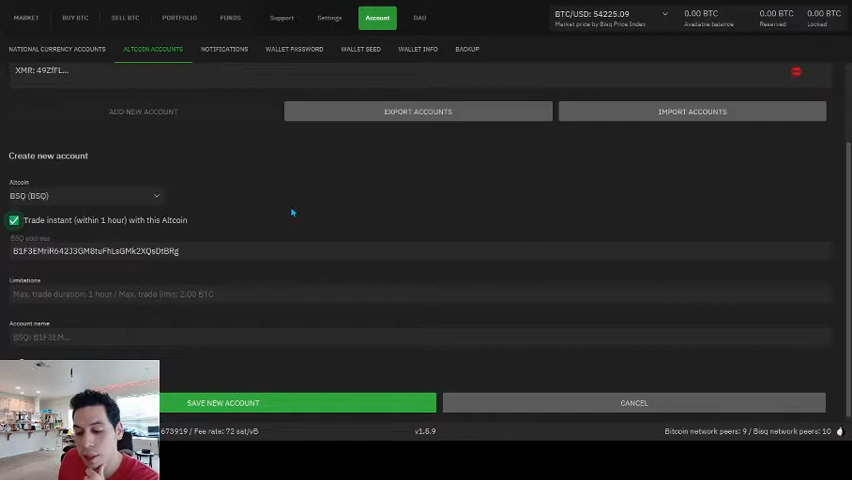 MARKET BUY BTC SELL BTC PORTFOLIO FUNDS Support Settings Account DAO
BTC/USD: 54225.09
Market price by Bisq Price Index
0.00 BTC
Available balance
0.00 BTC
Reserved
0.00 BTC
Locked
NATIONAL CURRENCY ACCOUNTS ALTCOIN ACCOUNTS NOTIFICATIONS WALLET PASSWORD WALLET SEED WALLET INFO BACKUP
XMR: 49ZfFL...
ADD NEW ACCOUNT EXPORT ACCOUNTS IMPORT ACCOUNTS
Create new account
Altcoin
BSQ (BSQ)
Trade instant (within 1 hour) with this Altcoin
BSQ address
B1F3EMriR642J3GM8tuFhLsGMk2XQsDtBRg
Limitations
Max. trade duration: 1 hour / Max. trade limit: 2.00 BTC
Account name
BSQ: B1F3EM...
SAVE NEW ACCOUNT CANCEL
673919 / Fee rate: 72 sat/vB v1.5.9 Bitcoin network peers: 9 / Bisq network peers: 10